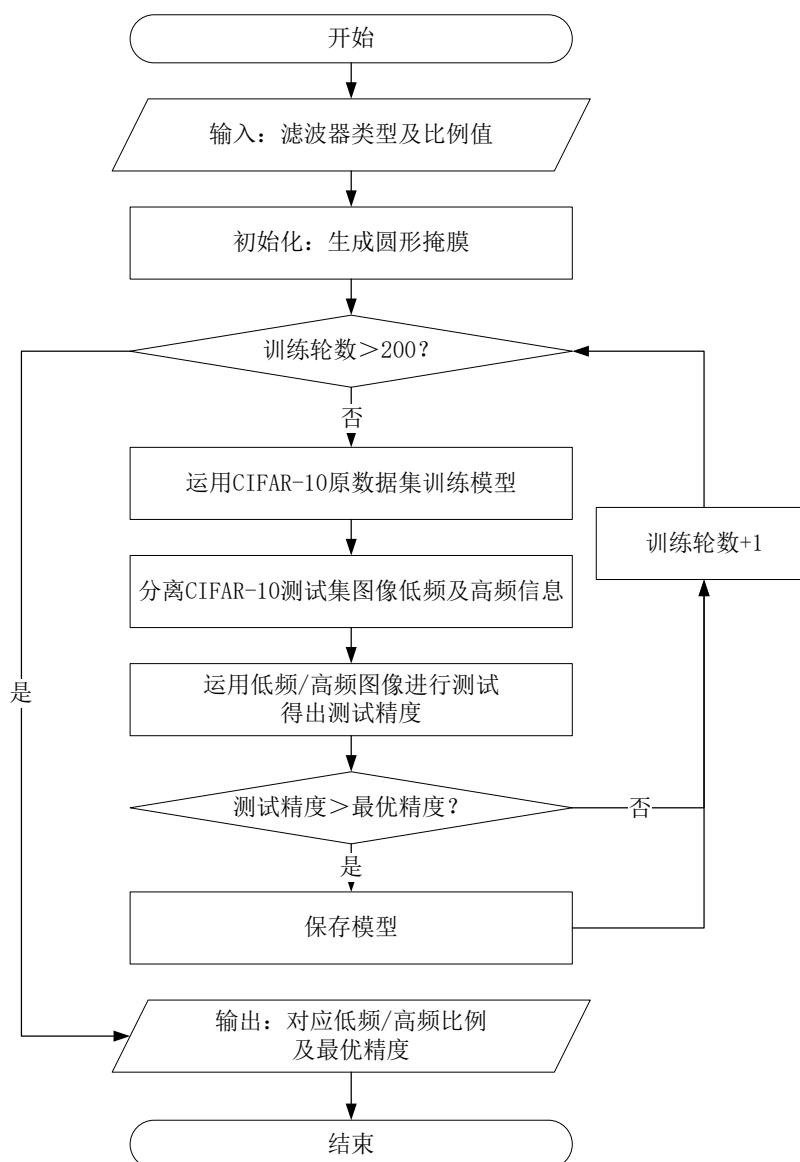 开始
输入：滤波器类型及比例值
初始化：生成圆形掩膜
训练轮数＞200？
否
运用CIFAR-10原数据集训练模型
训练轮数+1
分离CIFAR-10测试集图像低频及高频信息
是
运用低频/高频图像进行测试
得出测试精度
测试精度＞最优精度？
否
是
保存模型
输出：对应低频/高频比例
及最优精度
结束